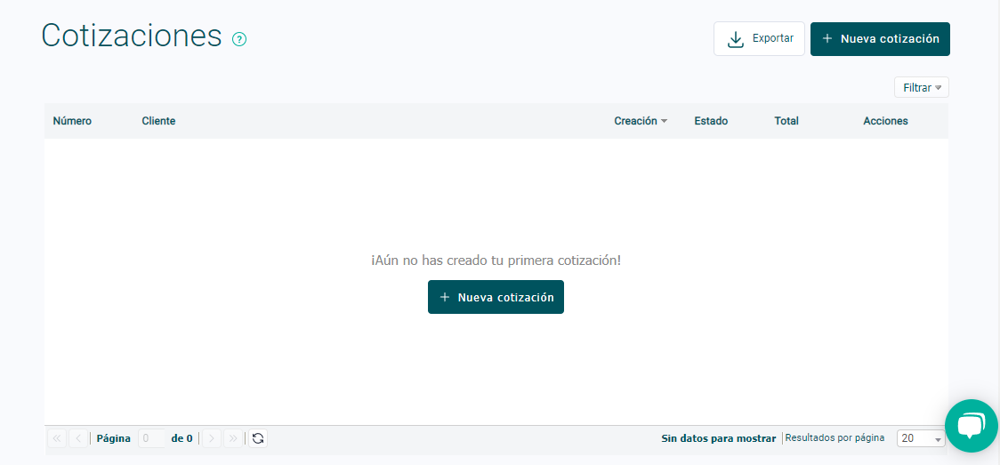 Cotizaciones ?
Exportar
+ Nueva cotización
Filtrar
Número Cliente Creación Estado Total Acciones
¡Aún no has creado tu primera cotización!
+ Nueva cotización
Página 0 de 0 Sin datos para mostrar Resultados por página 20